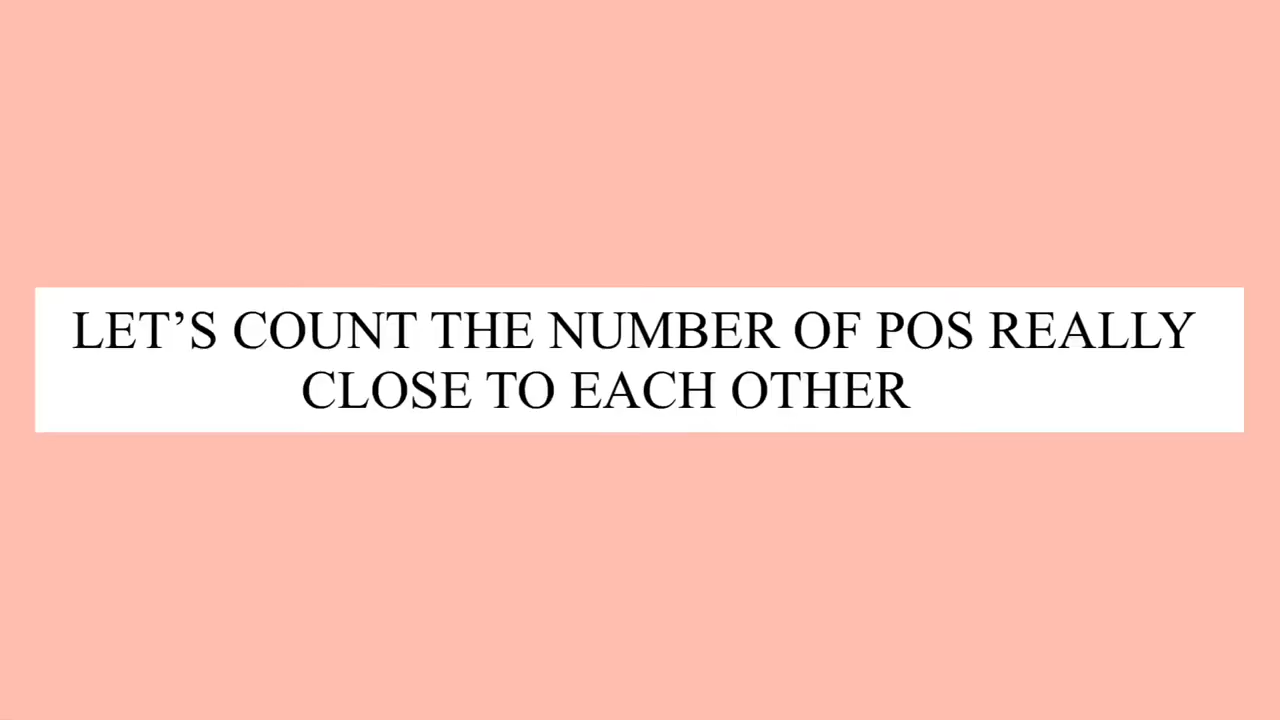 LET’S COUNT THE NUMBER OF POS REALLY
CLOSE TO EACH OTHER